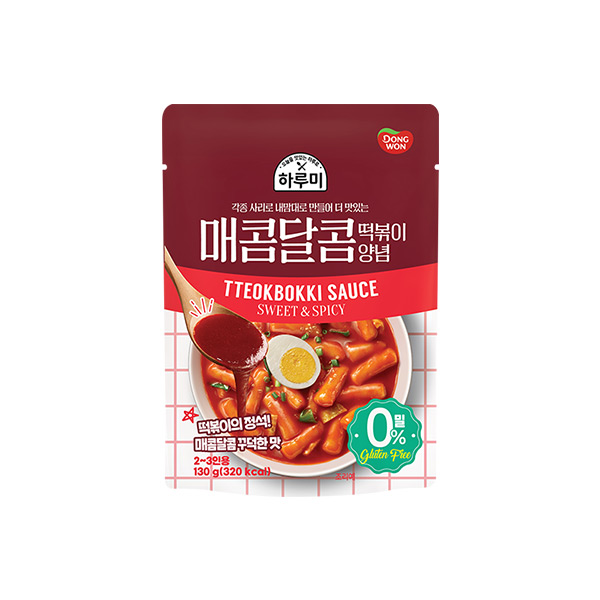 DONG
WON
오늘을 맛있는 하루로
하루미
각종 사리로 내맘대로 만들어 더 맛있는
매콤달콤 떡볶이
양념
TTEOKBOKKI SAUCE
SWEET & SPICY
떡볶이의 정석!
매콤달콤 꾸덕한 맛
2~3인용
130 g(320 kcal)
밀
0%
Gluten Free
조리예